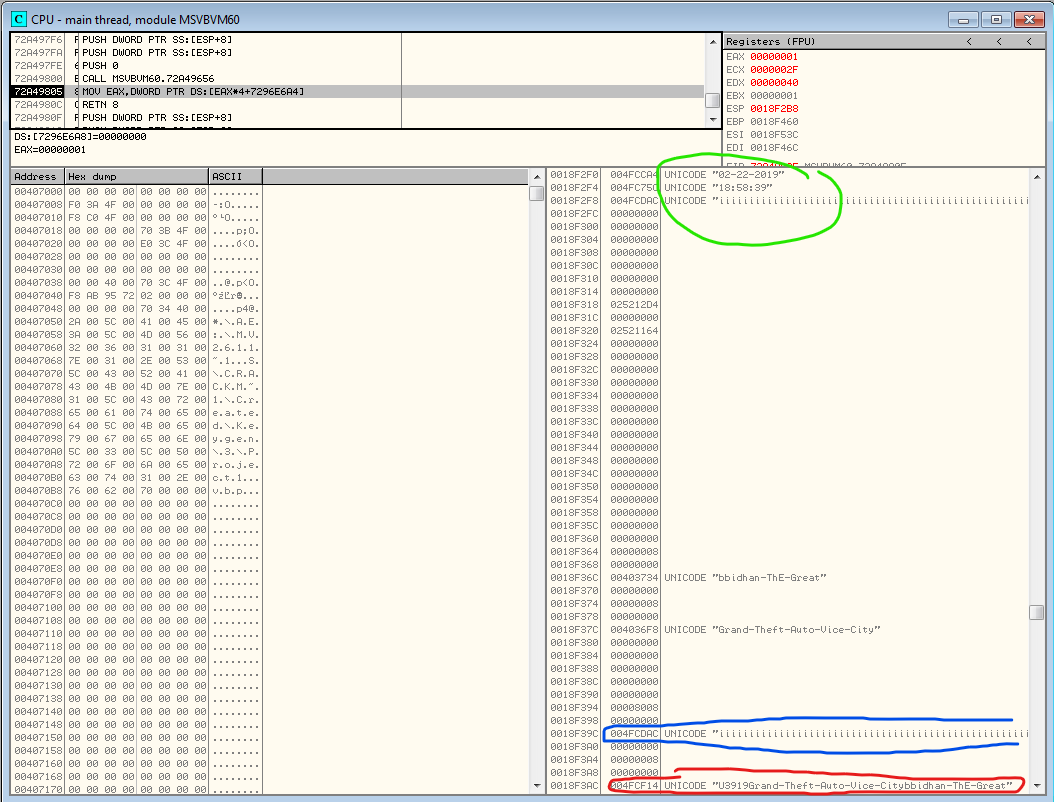 C CPU - main thread, module MSVBVM60
72A497F6 PUSH DWORD PTR SS:[ESP+8]
72A497FA PUSH DWORD PTR SS:[ESP+8]
72A497FE 6 PUSH 0
72A49800 E CALL MSVBVM60.72A49656
72A49805 8 MOV EAX,DWORD PTR DS:[EAX*4+7296E6A4]
72A4980C RETN 8
72A4980F PUSH DWORD PTR SS:[ESP+8]
DS:[7296E6A8]=00000000
EAX=00000001
Registers (FPU) < < <
EAX 00000001
ECX 0000002F
EDX 00000040
EBX 00000001
ESP 0018F2B8
EBP 0018F460
ESI 0018F53C
EDI 0018F46C
Address Hex dump ASCII
00407000 00 00 00 00 00 00 00 00 ........
00407008 F0 3A 4F 00 00 00 00 00 -:O.....
00407010 F8 C0 4F 00 00 00 00 00 °└O.....
00407018 00 00 00 00 70 3B 4F 00 ....p;O.
00407020 00 00 00 00 E0 3C 4F 00 ....Ó<O.
00407028 00 00 00 00 00 00 00 00 ........
00407030 00 00 00 00 00 00 00 00 ........
00407038 00 00 40 00 70 3C 4F 00 ..@.p<O.
00407040 F8 AB 95 72 02 00 00 00
00407048 00 00 00 00 70 34 40 00 ....p4@.
00407050 2A 00 5C 00 41 00 45 00 *.\.A.E.
00407058 3A 00 5C 00 4D 00 56 00 :.\.M.V.
00407060 32 00 36 00 31 00 31 00 2.6.1.1.
00407068 7E 00 31 00 2E 00 53 00 ~.1...S.
00407070 5C 00 43 00 52 00 41 00 \.C.R.A.
00407078 43 00 4B 00 4D 00 7E 00 C.K.M.~.
00407080 31 00 5C 00 43 00 72 00 1.\.C.r.
00407088 65 00 61 00 74 00 65 00 e.a.t.e.
00407090 64 00 5C 00 4B 00 65 00 d.\.K.e.
00407098 79 00 67 00 65 00 6E 00 y.g.e.n.
004070A0 5C 00 33 00 5C 00 50 00 \.3.\.P.
004070A8 72 00 6F 00 6A 00 65 00 r.o.j.e.
004070B0 63 00 74 00 31 00 2E 00 c.t.1...
004070B8 76 00 62 00 70 00 00 00 v.b.p...
004070C0 00 00 00 00 00 00 00 00 ........
004070C8 00 00 00 00 00 00 00 00 ........
004070D0 00 00 00 00 00 00 00 00 ........
004070D8 00 00 00 00 00 00 00 00 ........
004070E0 00 00 00 00 00 00 00 00 ........
004070E8 00 00 00 00 00 00 00 00 ........
004070F0 00 00 00 00 00 00 00 00 ........
004070F8 00 00 00 00 00 00 00 00 ........
00407100 00 00 00 00 00 00 00 00 ........
00407108 00 00 00 00 00 00 00 00 ........
00407110 00 00 00 00 00 00 00 00 ........
00407118 00 00 00 00 00 00 00 00 ........
00407120 00 00 00 00 00 00 00 00 ........
00407128 00 00 00 00 00 00 00 00 ........
00407130 00 00 00 00 00 00 00 00 ........
00407138 00 00 00 00 00 00 00 00 ........
00407140 00 00 00 00 00 00 00 00 ........
00407148 00 00 00 00 00 00 00 00 ........
00407150 00 00 00 00 00 00 00 00 ........
00407158 00 00 00 00 00 00 00 00 ........
00407160 00 00 00 00 00 00 00 00 ........
00407168 00 00 00 00 00 00 00 00 ........
00407170 00 00 00 00 00 00 00 00 ........
0018F2F0 004FCCA4 UNICODE "02-22-2019"
0018F2F4 004FC75C UNICODE "18:58:39"
0018F2F8 004FCDAC UNICODE "iiiiiiiiiiiiiiiiiiiiiiiiiiiiiiiiiiiiiiiiiiiiiiiiiii
0018F2FC 00000000
0018F300 00000000
0018F304 00000000
0018F308 00000000
0018F30C 00000000
0018F310 00000000
0018F314 00000000
0018F318 025212D4
0018F31C 00000000
0018F320 02521164
0018F324 00000000
0018F328 00000000
0018F32C 00000000
0018F330 00000000
0018F334 00000000
0018F338 00000000
0018F33C 00000000
0018F340 00000000
0018F344 00000000
0018F348 00000000
0018F34C 00000000
0018F350 00000000
0018F354 00000000
0018F358 00000000
0018F35C 00000000
0018F360 00000000
0018F364 00000008
0018F368 00000000
0018F36C 00403734 UNICODE "bbidhan-ThE-Great"
0018F370 00000000
0018F374 00000008
0018F378 00000000
0018F37C 004036F8 UNICODE "Grand-Theft-Auto-Vice-City"
0018F380 00000000
0018F384 00000000
0018F388 00000000
0018F38C 00000000
0018F390 00000000
0018F394 00008008
0018F398 00000000
0018F39C 004FCDAC UNICODE "iiiiiiiiiiiiiiiiiiiiiiiiiiiiiiiiiiiiiiiiiiiiiiiiiii
0018F3A0 00000000
0018F3A4 00000008
0018F3A8 00000000
0018F3AC 004FCF14 UNICODE "U3919Grand-Theft-Auto-Vice-Citybbidhan-ThE-Great"